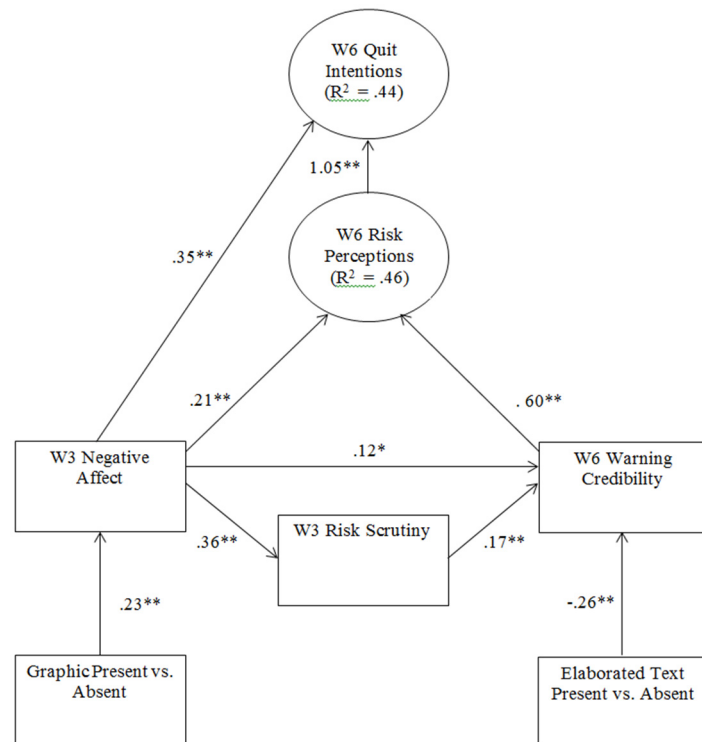 W6 Quit
Intentions
(R² = .44)
1.05**
.35**
W6 Risk
Perceptions
(R² = .46)
.21**
. 60**
W3 Negative
Affect
.12*
W6 Warning
Credibility
.36**
W3 Risk Scrutiny
.17**
.23**
-.26**
Graphic Present vs.
Absent
Elaborated Text
Present vs. Absent